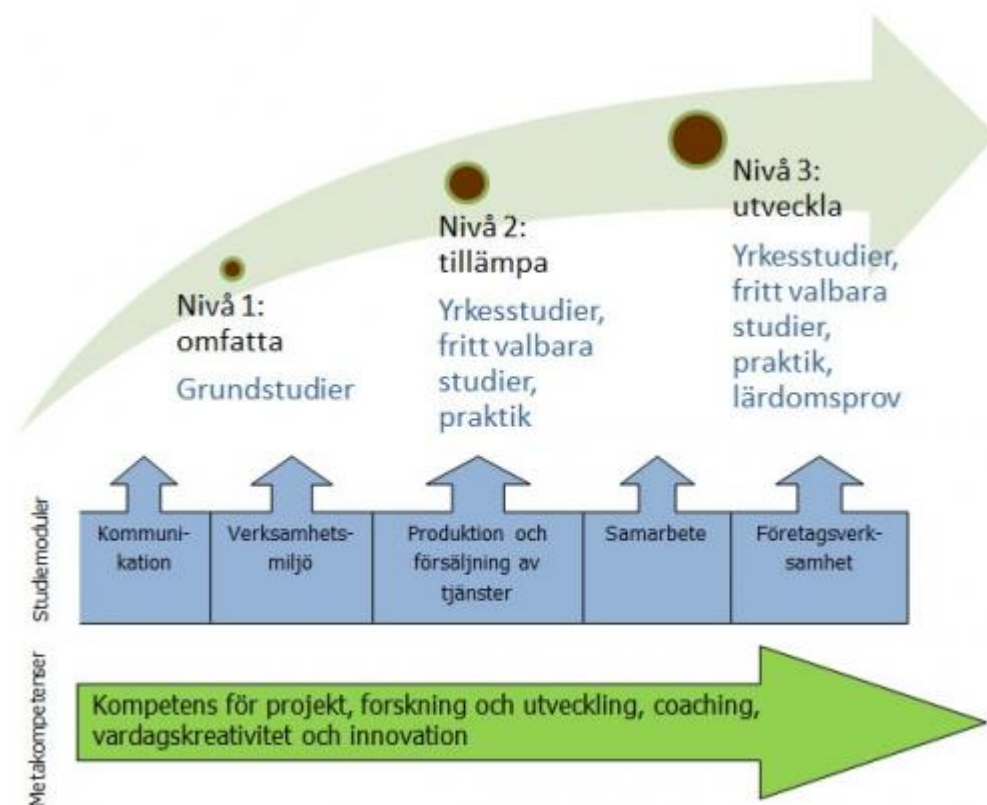 Nivå 1:
omfatta
Grundstudier
Nivå 2:
tillämpa
Yrkesstudier,
fritt valbara
studier,
praktik
Nivå 3:
utveckla
Yrkesstudier,
fritt valbara
studier,
praktik,
lärdomsprov
Studiemoduler
Kommuni-
kation
Verksamhets-
miljö
Produktion och
försäljning av
tjänster
Samarbete
Företagsverk-
samhet
Metakompetenser
Kompetens för projekt, forskning och utveckling, coaching,
vardagskreativitet och innovation